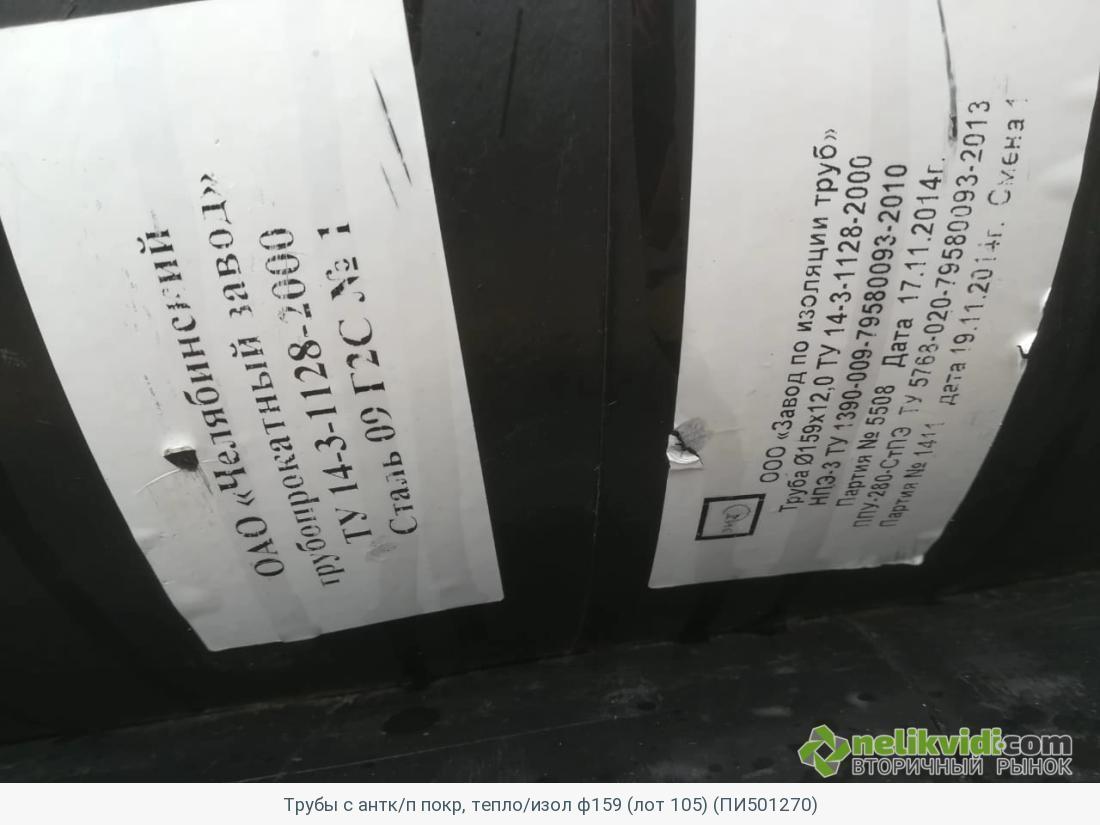 ОАО «Челябинский
трубопрокатный завод»
ТУ 14-3-1128-2000
Сталь 09 Г2С № 1
ЗИТ
ООО «Завод по изоляции труб»
Труба Ø159х12,0 ТУ 14-3-1128-2000
НПЭ-3 ТУ 1390-009-79580093-2010
Партия № 5508 Дата 17.11.2014г.
ППУ-280-СтПЭ ТУ 5768-020-79580093-2013
Партия № 1411 дата 19.11.2014г. Смена 1
nelikvidi.com
ВТОРИЧНЫЙ РЫНОК
Трубы с антк/п покр, тепло/изол ф159 (лот 105) (ПИ501270)